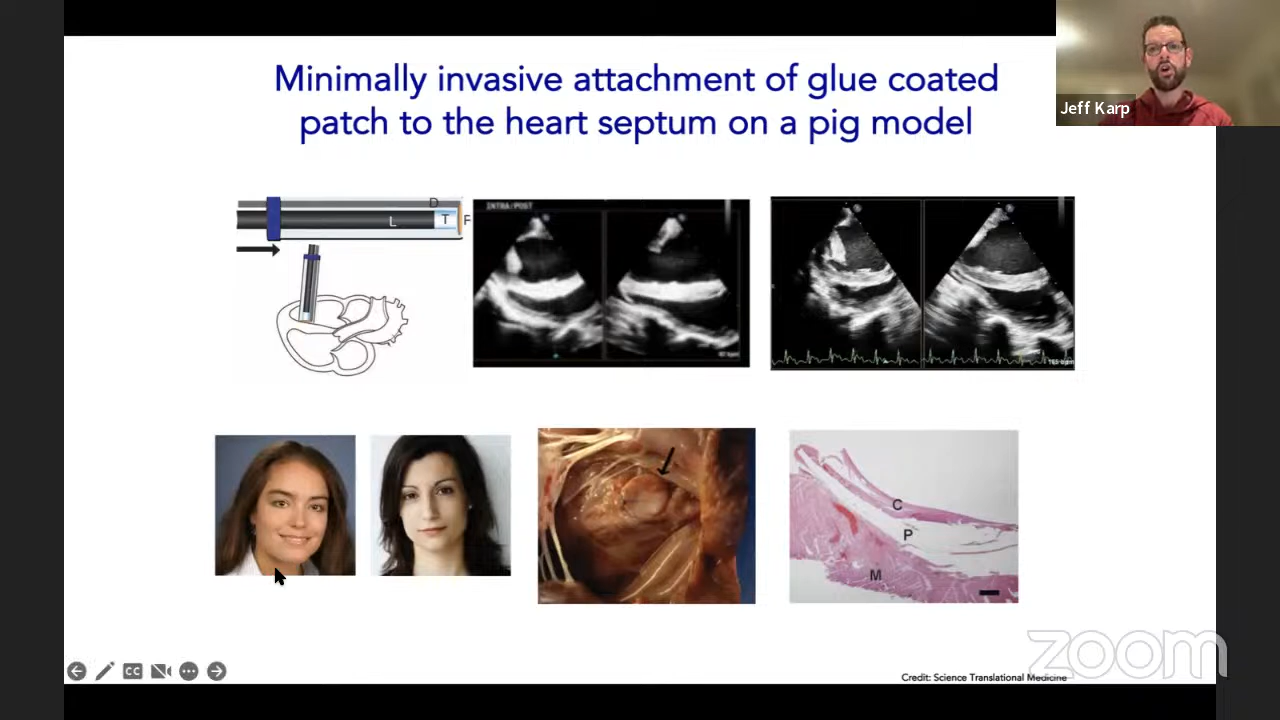 Minimally invasive attachment of glue coated
patch to the heart septum on a pig model
Jeff Karp
D
L
T
F
INTRA/POST
C
P
M
CC
zoom
Credit: Science Translational Medicine